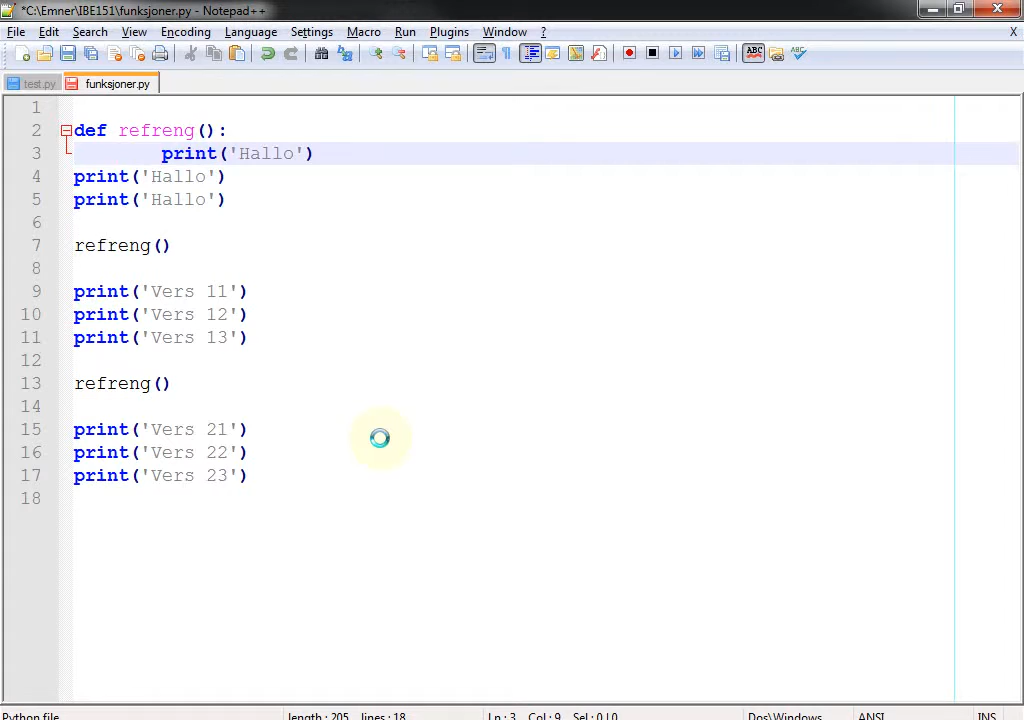 *C:\Emner\IBE151\funksjoner.py - Notepad++
File Edit Search View Encoding Language Settings Macro Run Plugins Window ? X
test.py funksjoner.py
1
2 def refreng():
3 print('Hallo')
4 print('Hallo')
5 print('Hallo')
6
7 refreng()
8
9 print('Vers 11')
10 print('Vers 12')
11 print('Vers 13')
12
13 refreng()
14
15 print('Vers 21')
16 print('Vers 22')
17 print('Vers 23')
18
Python file length : 205 lines : 18 Ln : 3 Col : 9 Sel : 0 | 0 Dos\Windows ANSI INS